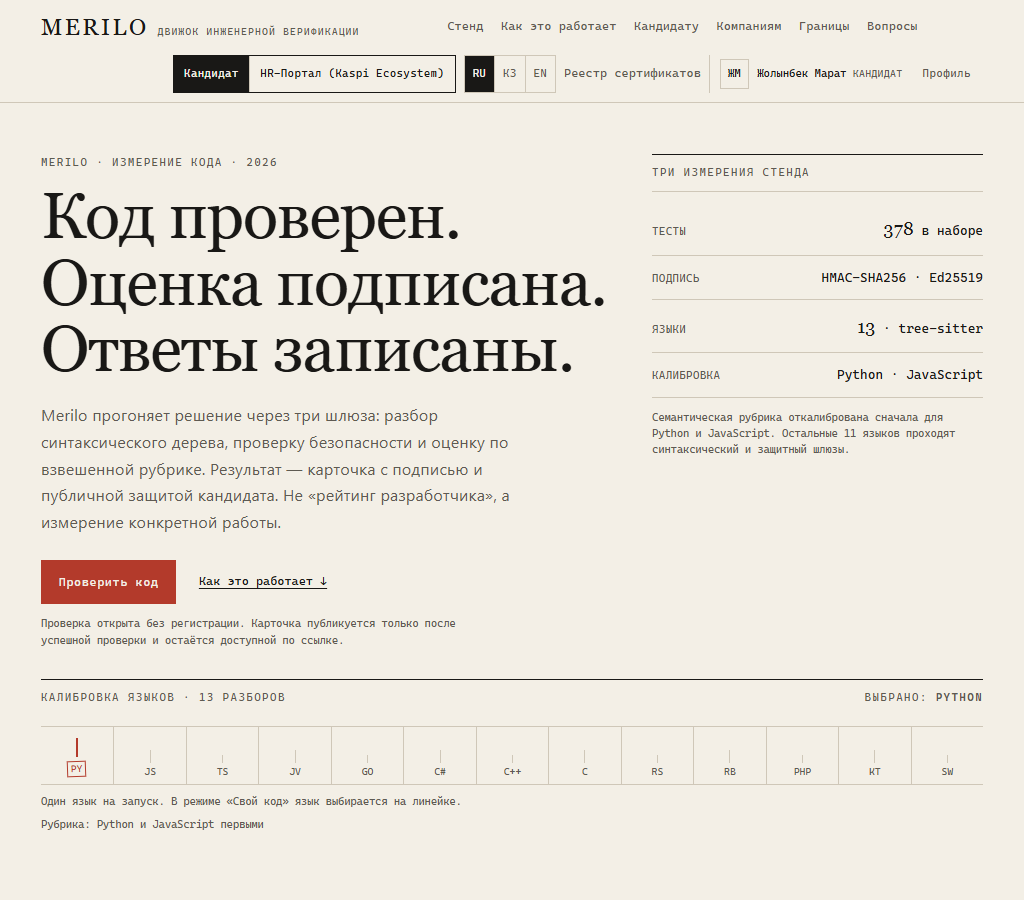 MERILO ДВИЖОК ИНЖЕНЕРНОЙ ВЕРИФИКАЦИИ
Стенд Как это работает Кандидату Компаниям Границы Вопросы
Кандидат HR-Портал (Kaspi Ecosystem) RU КЗ EN Реестр сертификатов ЖМ Жолынбек Марат КАНДИДАТ Профиль
MERILO · ИЗМЕРЕНИЕ КОДА · 2026
Код проверен.
Оценка подписана.
Ответы записаны.
Merilo прогоняет решение через три шлюза: разбор
синтаксического дерева, проверку безопасности и оценку по
взвешенной рубрике. Результат — карточка с подписью и
публичной защитой кандидата. Не «рейтинг разработчика», а
измерение конкретной работы.
Проверить код Как это работает ↓
Проверка открыта без регистрации. Карточка публикуется только после
успешной проверки и остаётся доступной по ссылке.
ТРИ ИЗМЕРЕНИЯ СТЕНДА
ТЕСТЫ 378 в наборе
ПОДПИСЬ HMAC-SHA256 · Ed25519
ЯЗЫКИ 13 · tree-sitter
КАЛИБРОВКА Python · JavaScript
Семантическая рубрика откалибрована сначала для
Python и JavaScript. Остальные 11 языков проходят
синтаксический и защитный шлюзы.
КАЛИБРОВКА ЯЗЫКОВ · 13 РАЗБОРОВ ВЫБРАНО: PYTHON
PY JS TS JV GO C# C++ C RS RB PHP KT SW
Один язык на запуск. В режиме «Свой код» язык выбирается на линейке.
Рубрика: Python и JavaScript первыми